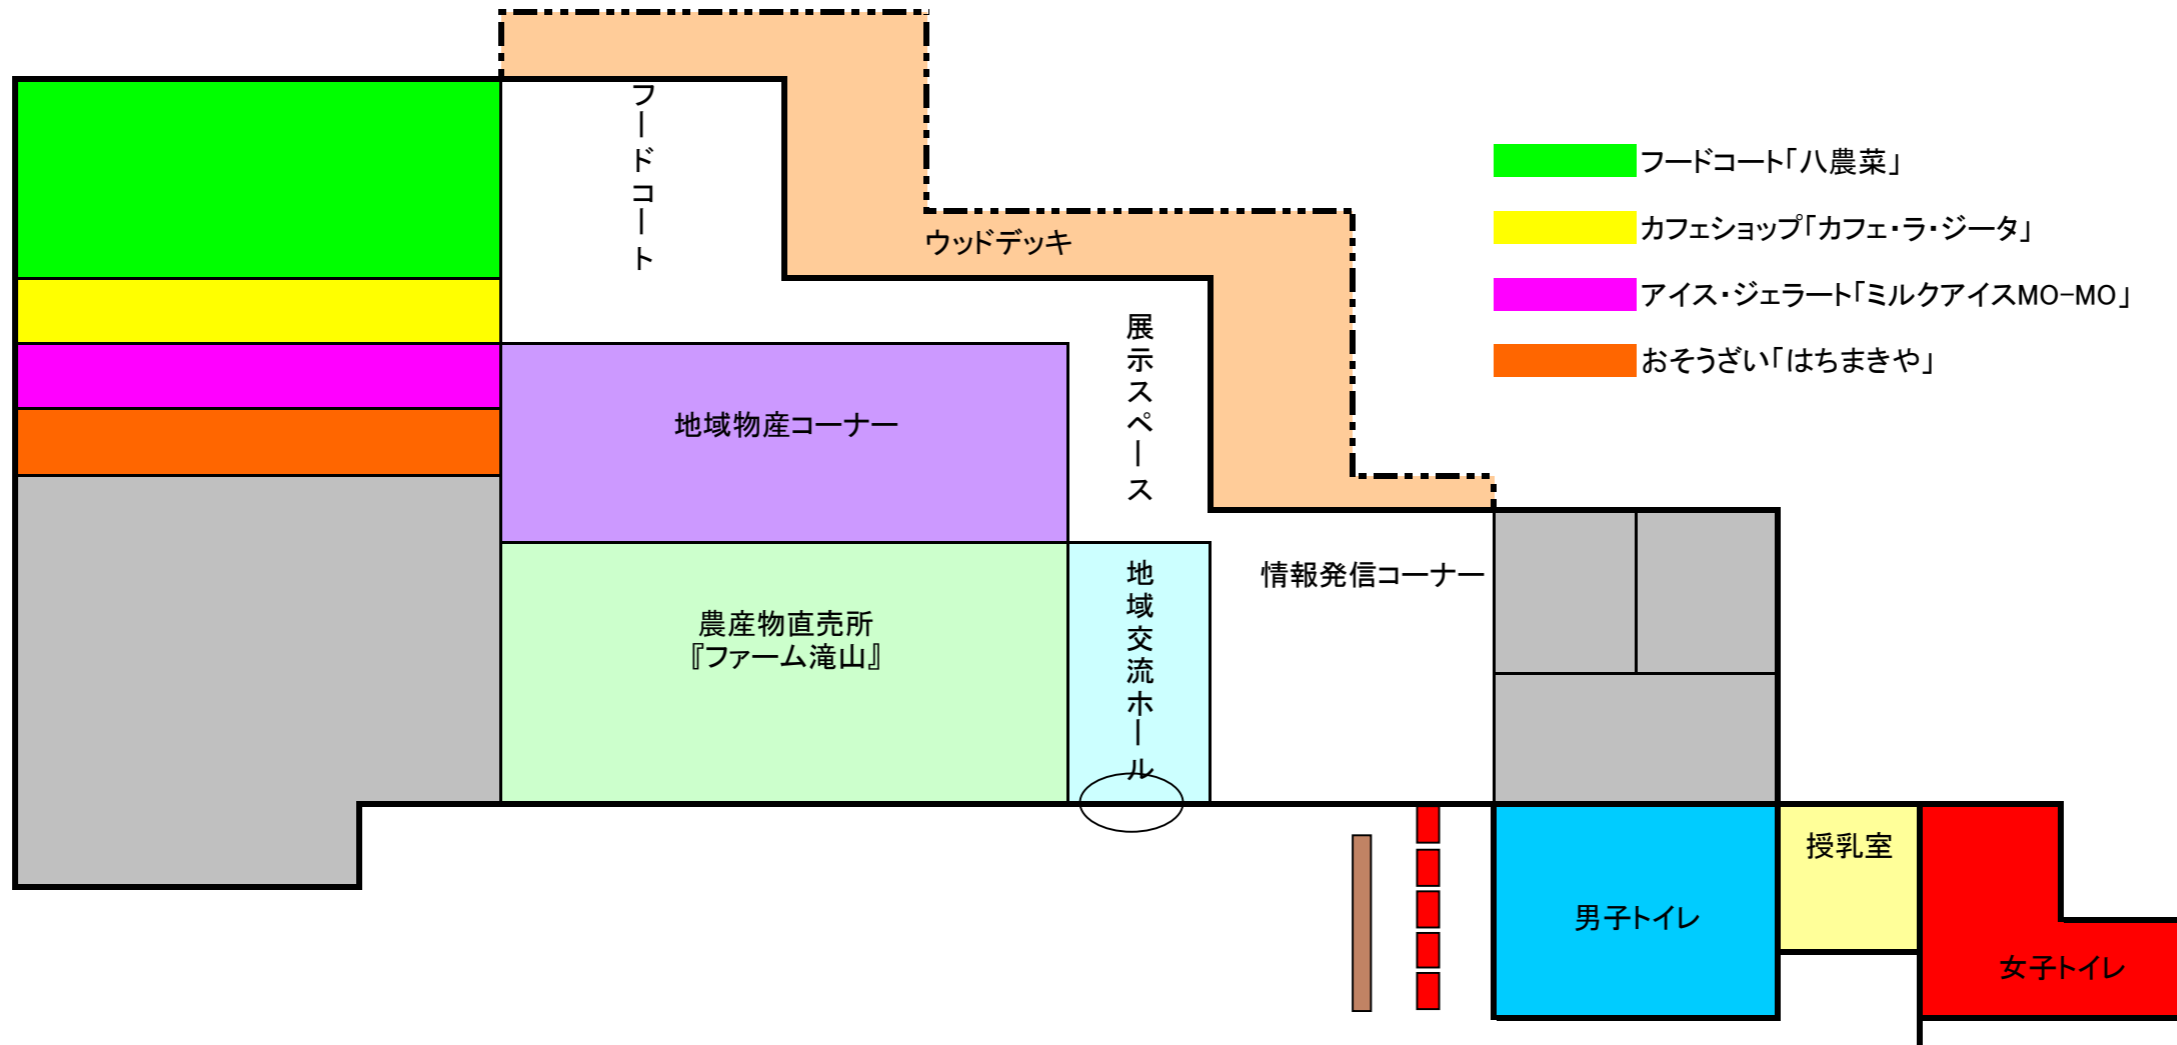 フードコート
ウッドデッキ
フードコート「八農菜」
カフェショップ「カフェ・ラ・ジータ」
アイス・ジェラート「ミルクアイスMO-MO」
おそうざい「はちまきや」
展示スペース
地域物産コーナー
地域交流ホール
情報発信コーナー
農産物直売所
『ファーム滝山』
授乳室
男子トイレ
女子トイレ